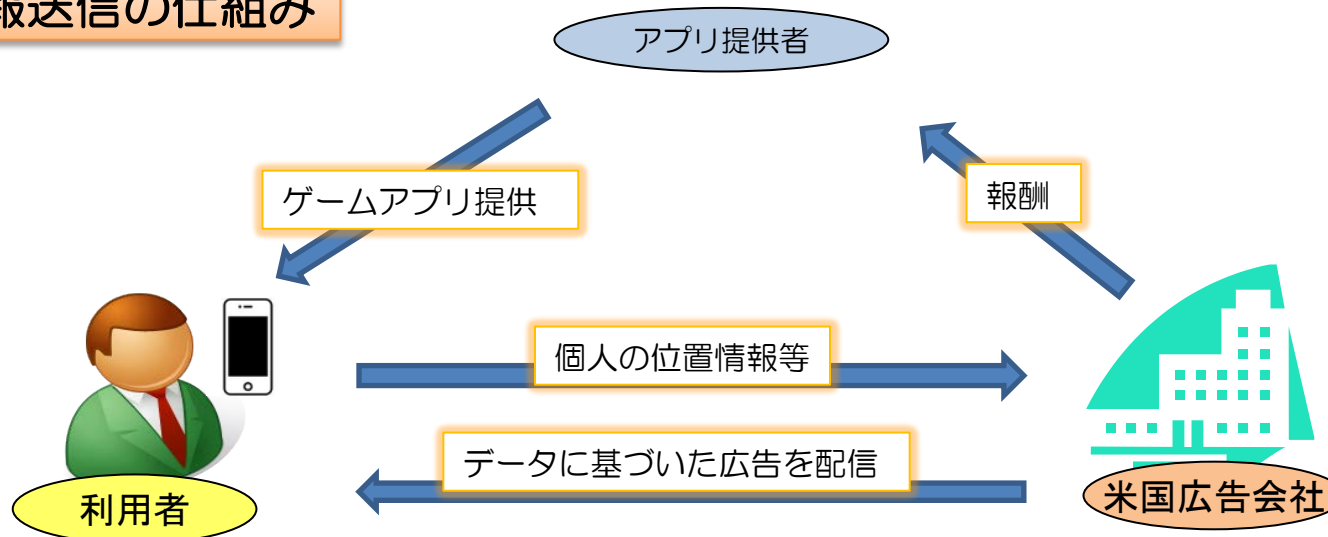 報送信の仕組み
アプリ提供者
ゲームアプリ提供
報酬
個人の位置情報等
データに基づいた広告を配信
利用者
米国広告会社